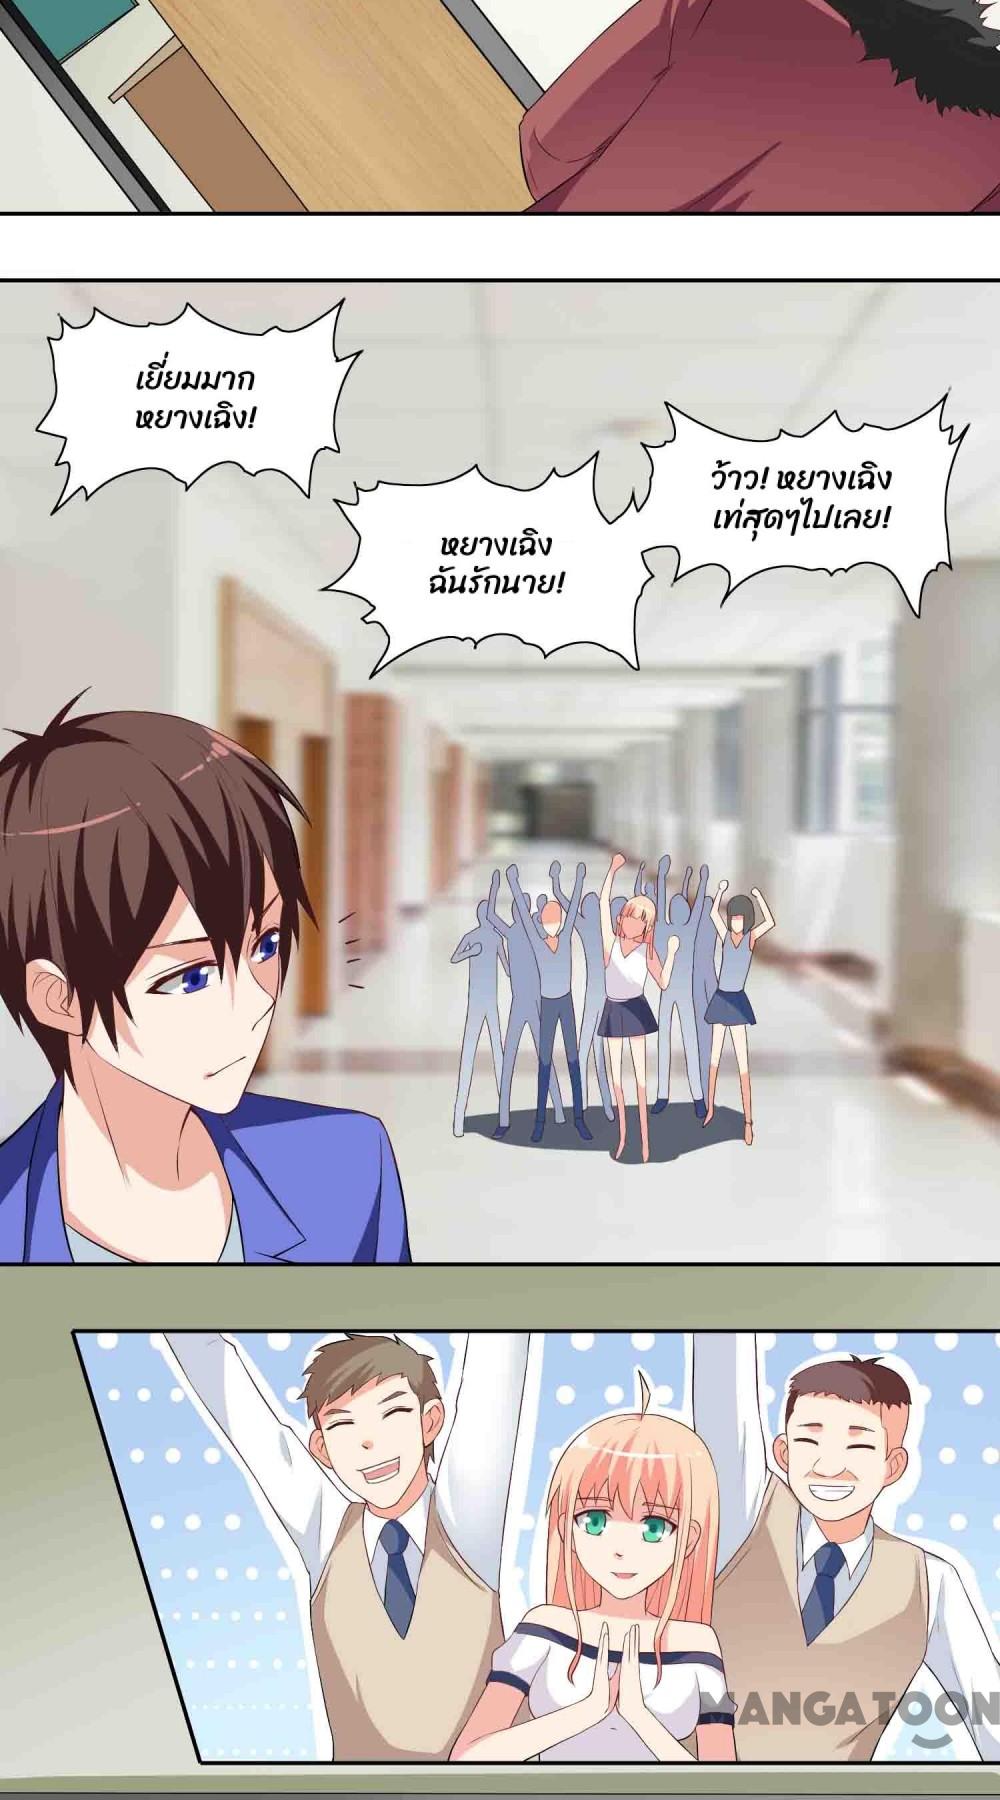 เยี่ยมมาก
หยางเฉิง!
ว้าว! หยางเฉิง
เท่สุดๆไปเลย!
หยางเฉิง
ฉันรักนาย!
MANGATOON